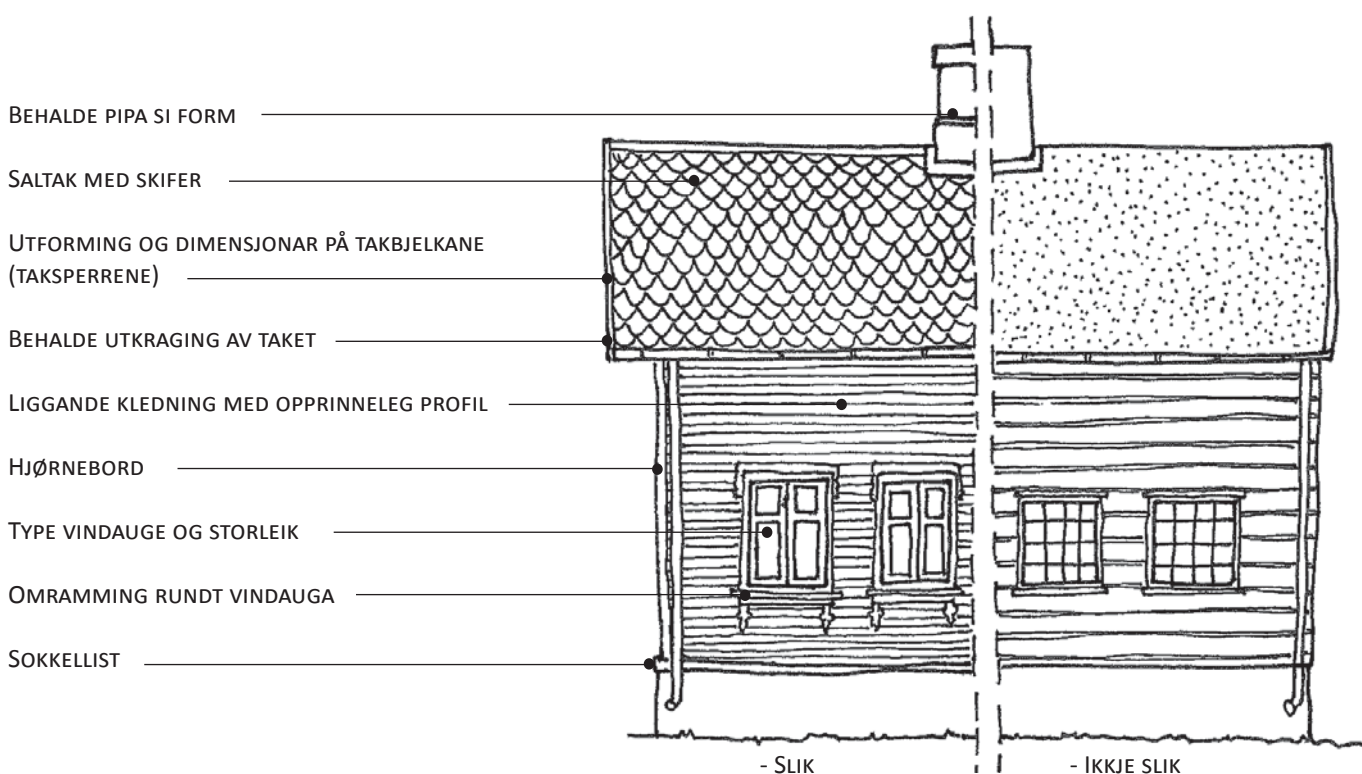 Behalde pipa si form
Saltak med skifer
Utforming og dimensjonar på takbjelkane
(taksperrene)
Behalde utkraging av taket
Liggande kledning med opprinneleg profil
Hjørnebord
Type vindauge og storleik
Omramming rundt vindauga
Sokkellist
- Slik
- Ikkje slik